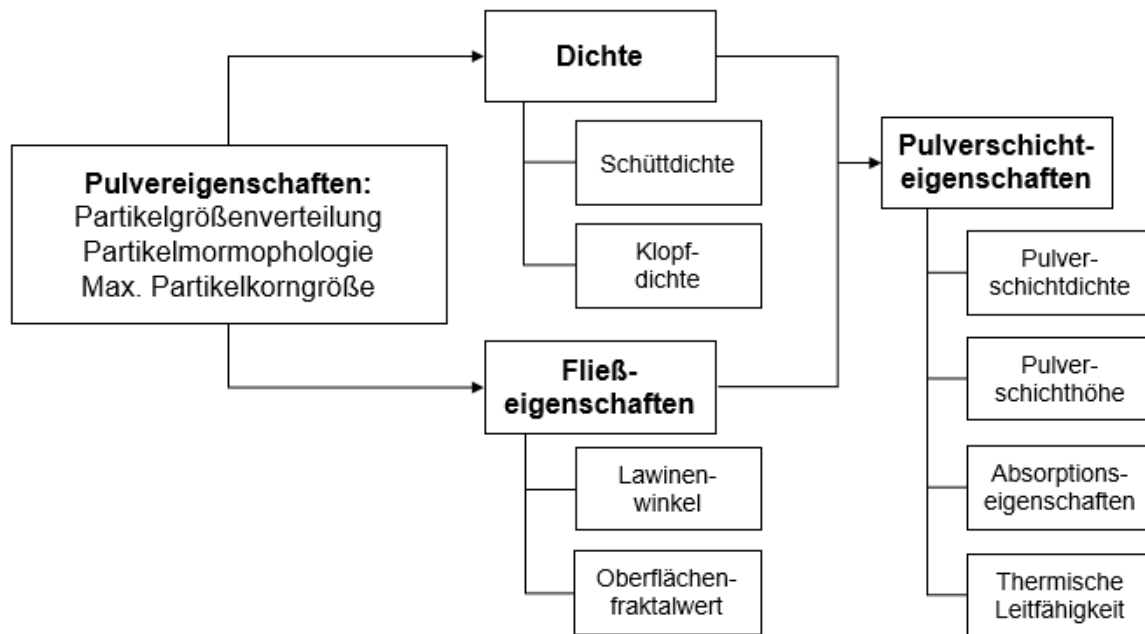 Pulvereigenschaften:
Partikelgrößenverteilung
Partikelmormophologie
Max. Partikelkorngröße
Dichte
Schüttdichte
Klopf-
dichte
Fließ-
eigenschaften
Lawinen-
winkel
Oberflächen-
fraktalwert
Pulverschicht-
eigenschaften
Pulver-
schichtdichte
Pulver-
schichthöhe
Absorptions-
eigenschaften
Thermische
Leitfähigkeit